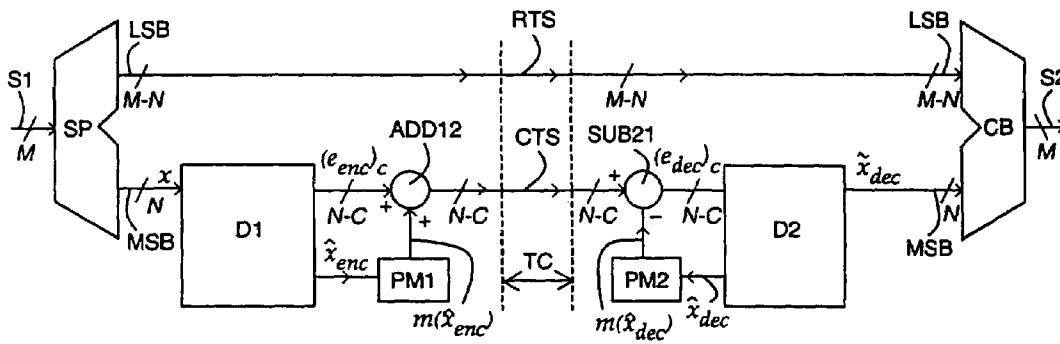 LSB RTS LSB
S1 M-N M-N M-N S2
M SP ADD12 CTS SUB21 CB M
x (e_enc)_c (e_dec)_c x̃_dec
N + N-C N-C N-C + N-C N
MSB D1 + − D2 MSB
x̂_enc PM1 TC PM2
m(x̂_enc) m(x̂_dec) x̂_dec